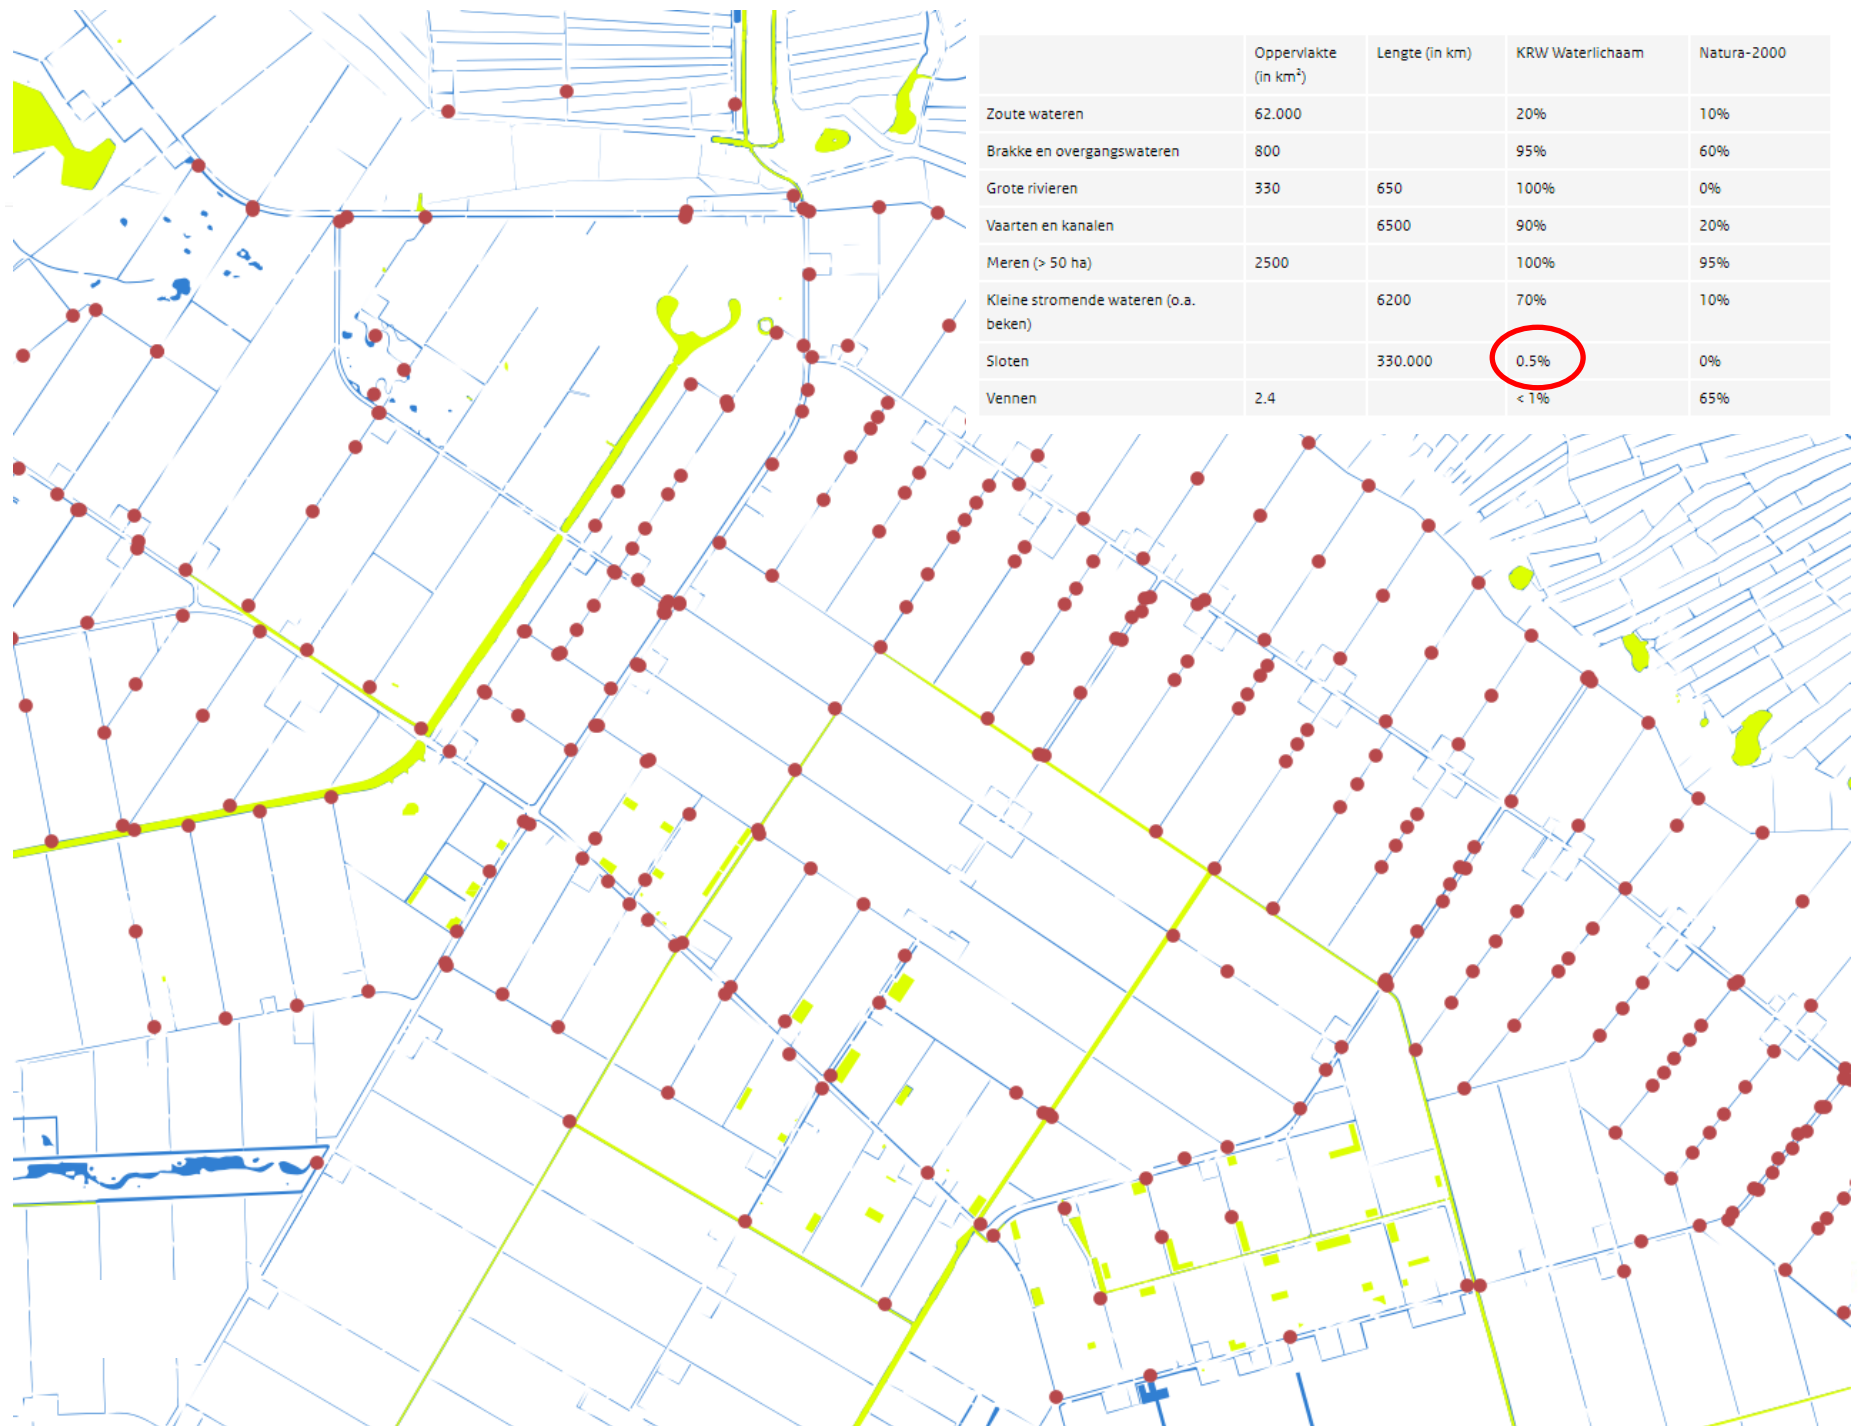 Oppervlakte Lengte (in km) KRW Waterlichaam Natura-2000
(in km²)
Zoute wateren 62.000 20% 10%
Brakke en overgangswateren 800 95% 60%
Grote rivieren 330 650 100% 0%
Vaarten en kanalen 6500 90% 20%
Meren (> 50 ha) 2500 100% 95%
Kleine stromende wateren (o.a. 6200 70% 10%
beken)
Sloten 330.000 0.5% 0%
Vennen 2.4 < 1% 65%